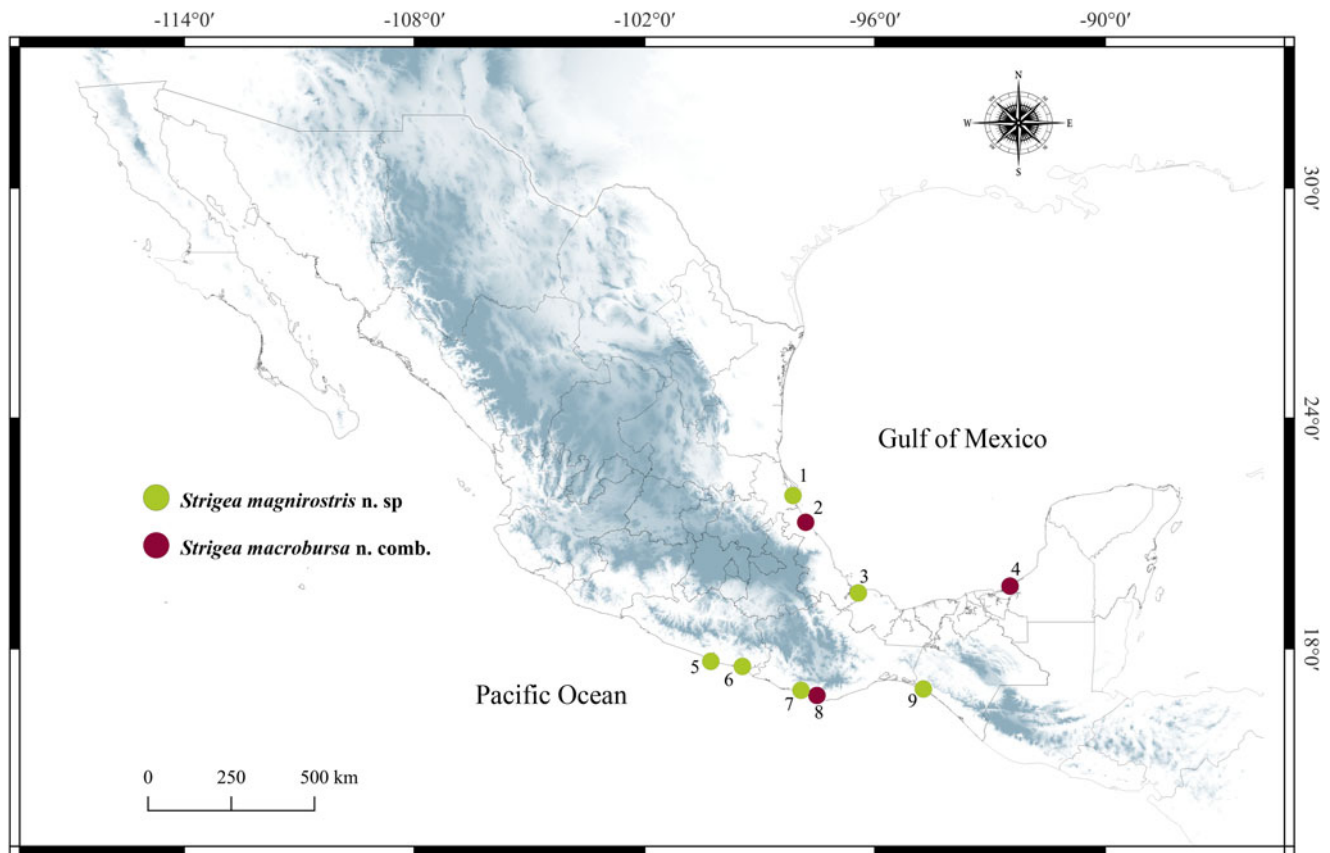 -114°0′ -108°0′ -102°0′ -96°0′ -90°0′
N
W E
S
30°0′
24°0′
Gulf of Mexico
1
Strigea magnirostris n. sp
2
Strigea macrobursa n. comb.
3
4
18°0′
5
6
Pacific Ocean
7
8
9
0 250 500 km